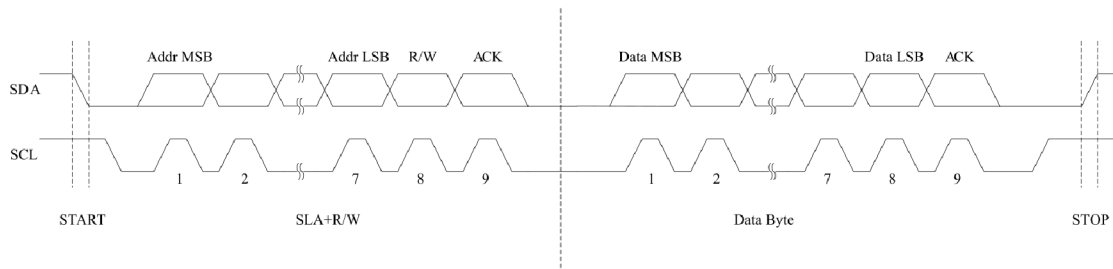 Addr MSB Addr LSB R/W ACK Data MSB Data LSB ACK
SDA
SCL
1 2 7 8 9 1 2 7 8 9
START SLA+R/W Data Byte STOP